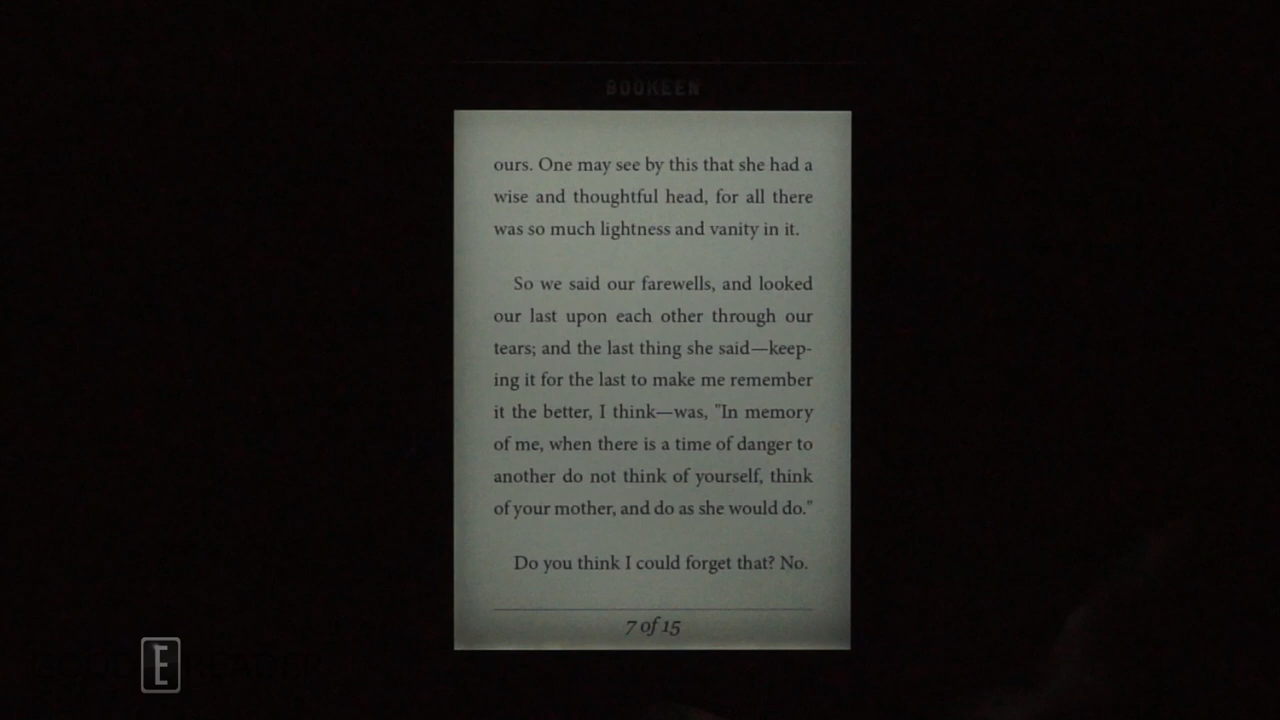 BOOKEEN
ours. One may see by this that she had a
wise and thoughtful head, for all there
was so much lightness and vanity in it.
So we said our farewells, and looked
our last upon each other through our
tears; and the last thing she said—keep-
ing it for the last to make me remember
it the better, I think—was, "In memory
of me, when there is a time of danger to
another do not think of yourself, think
of your mother, and do as she would do."
Do you think I could forget that? No.
7 of 15
E